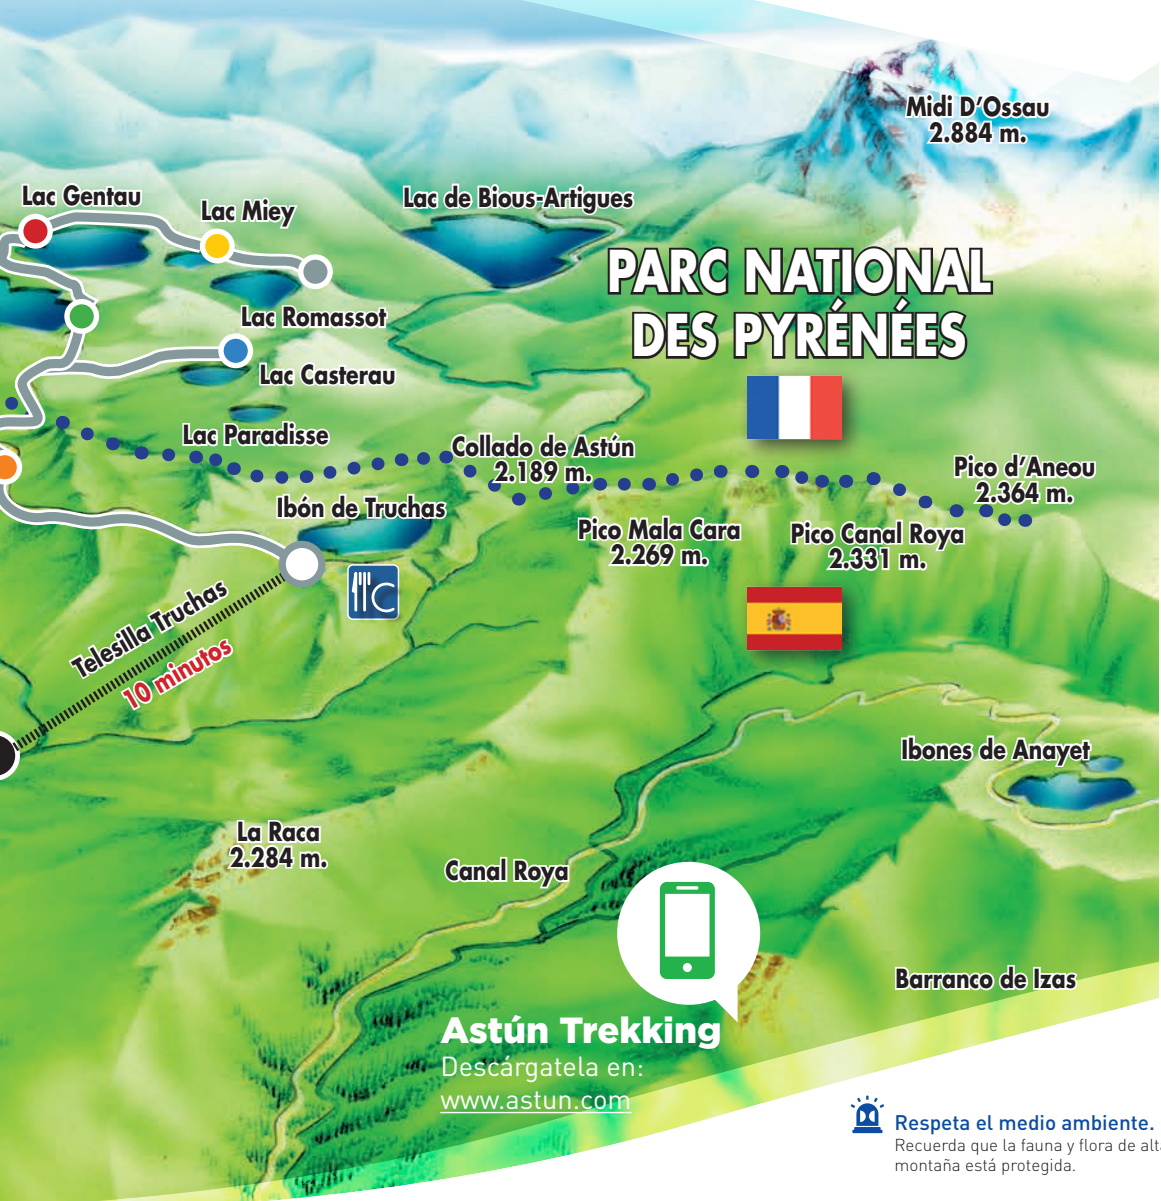 Midi D'Ossau
2.884 m.
Lac Gentau
Lac Miey
Lac de Bious-Artigues
PARC NATIONAL
DES PYRÉNÉES
Lac Romassot
Lac Casterau
Lac Paradisse
Collado de Astún
2.189 m.
Pico d'Aneou
2.364 m.
Ibón de Truchas
Pico Mala Cara
2.269 m.
Pico Canal Roya
2.331 m.
Telesilla Truchas
10 minutos
Ibones de Anayet
La Raca
2.284 m.
Canal Roya
Barranco de Izas
Astún Trekking
Descárgatela en:
www.astun.com
Respeta el medio ambiente.
Recuerda que la fauna y flora de alta
montaña está protegida.